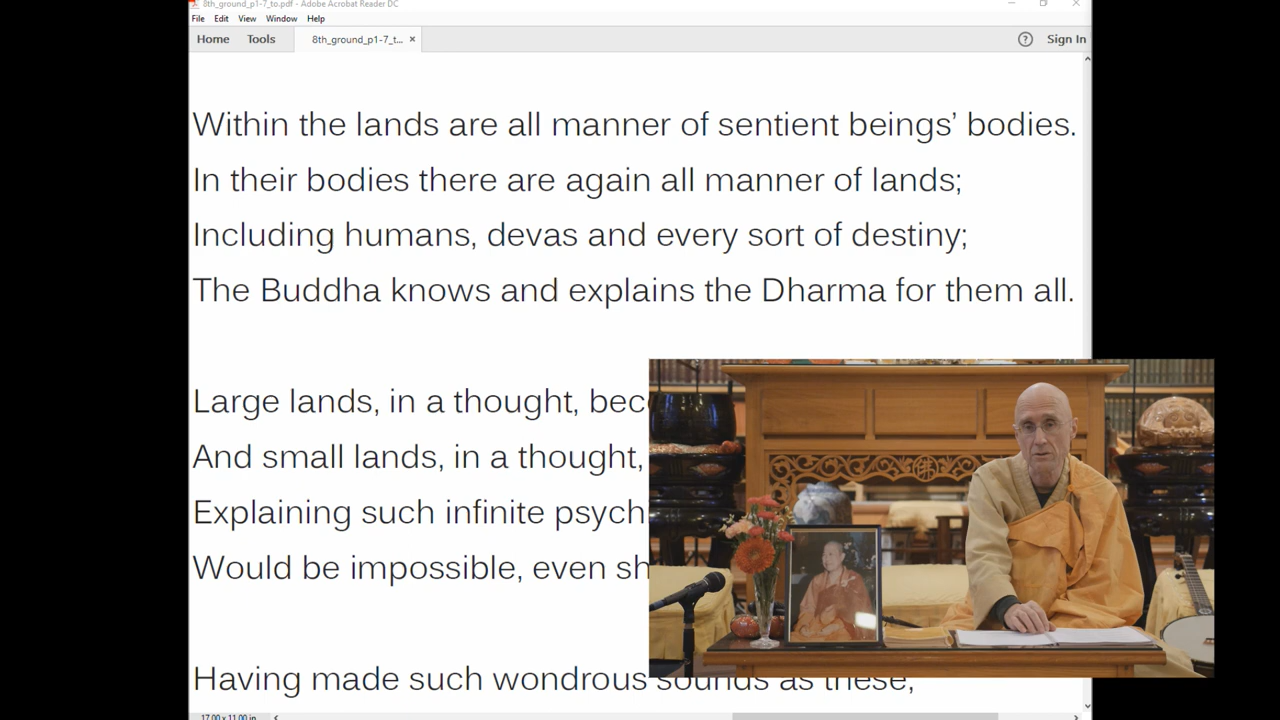 8th_ground_p1-7_to.pdf - Adobe Acrobat Reader DC
File Edit View Window Help
Home Tools 8th_ground_p1-7_t... × ? Sign In
Within the lands are all manner of sentient beings’ bodies.
In their bodies there are again all manner of lands;
Including humans, devas and every sort of destiny;
The Buddha knows and explains the Dharma for them all.
Large lands, in a thought, bec
And small lands, in a thought,
Explaining such infinite psych
Would be impossible, even sh
Having made such wondrous sounds as these,
佛
17.00 x 11.00 in